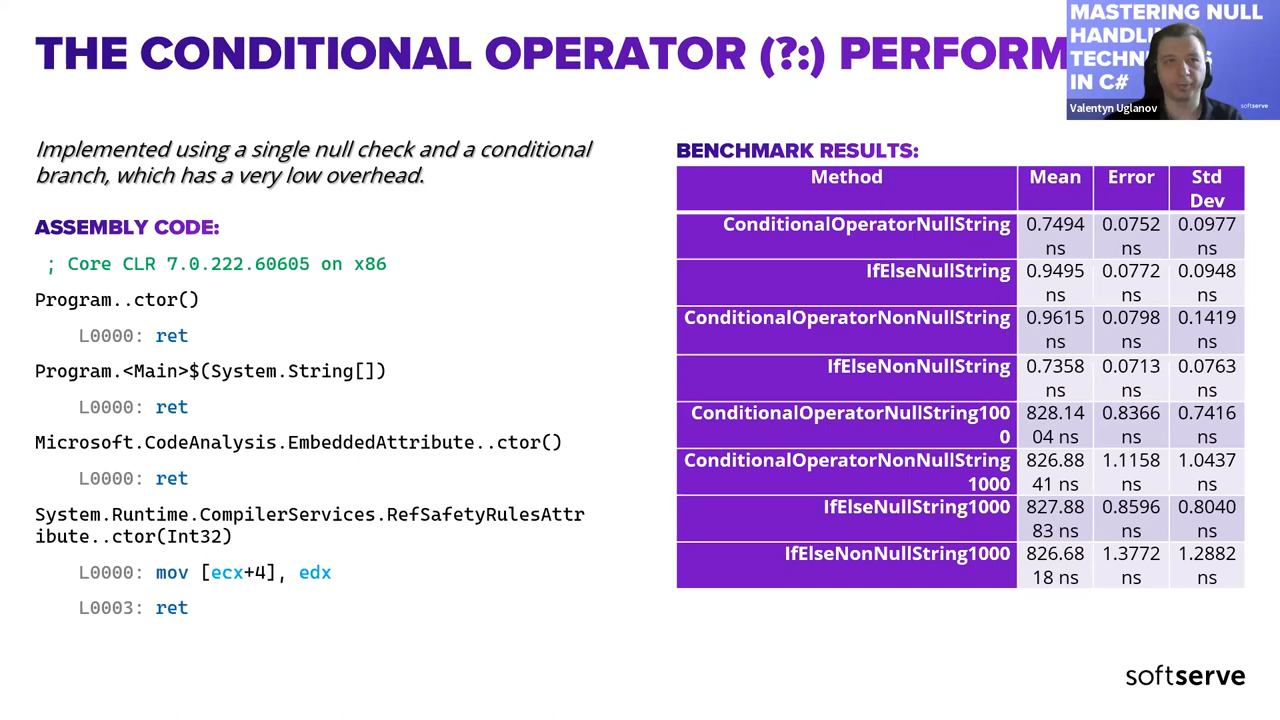 THE CONDITIONAL OPERATOR (?:) PERFORM
MASTERING NULL
HANDLING
TECHN S
IN C#
Valentyn Uglanov
softserve
Implemented using a single null check and a conditional
branch, which has a very low overhead.
ASSEMBLY CODE:
; Core CLR 7.0.222.60605 on x86
Program..ctor()
L0000: ret
Program.<Main>$(System.String[])
L0000: ret
Microsoft.CodeAnalysis.EmbeddedAttribute..ctor()
L0000: ret
System.Runtime.CompilerServices.RefSafetyRulesAttr
ibute..ctor(Int32)
L0000: mov [ecx+4], edx
L0003: ret
BENCHMARK RESULTS:
Method Mean Error Std
Dev
ConditionalOperatorNullString 0.7494 0.0752 0.0977
ns ns ns
IfElseNullString 0.9495 0.0772 0.0948
ns ns ns
ConditionalOperatorNonNullString 0.9615 0.0798 0.1419
ns ns ns
IfElseNonNullString 0.7358 0.0713 0.0763
ns ns ns
ConditionalOperatorNullString100 828.14 0.8366 0.7416
0 04 ns ns ns
ConditionalOperatorNonNullString 826.88 1.1158 1.0437
1000 41 ns ns ns
IfElseNullString1000 827.88 0.8596 0.8040
83 ns ns ns
IfElseNonNullString1000 826.68 1.3772 1.2882
18 ns ns ns
softserve